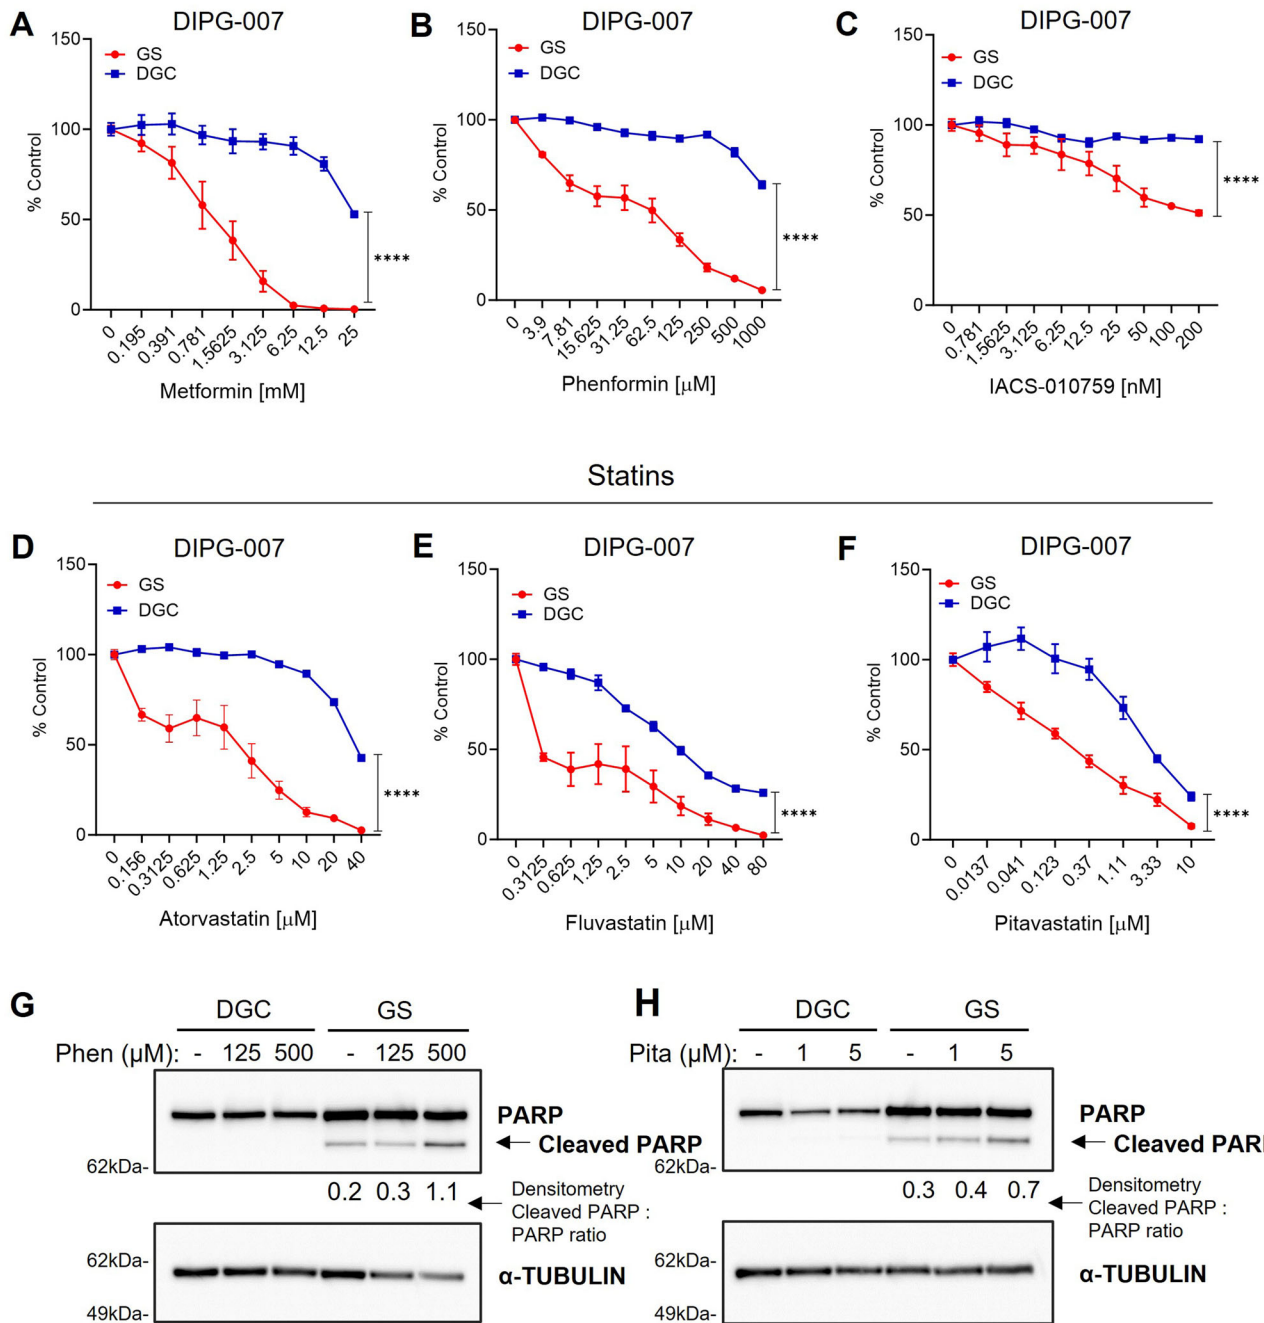 A
DIPG-007
150
100
50
0
% Control
GS
DGC
****
0 0.195 0.391 0.781 1.5625 3.125 6.25 12.5 25
Metformin [mM]
B
DIPG-007
150
100
50
0
% Control
GS
DGC
****
0 3.9 7.81 15.625 31.25 62.5 125 250 500 1000
Phenformin [μM]
C
DIPG-007
150
100
50
0
% Control
GS
DGC
****
0 0.781 1.5625 3.125 6.25 12.5 25 50 100 200
IACS-010759 [nM]
Statins
D
DIPG-007
150
100
50
0
% Control
GS
DGC
****
0 0.156 0.3125 0.625 1.25 2.5 5 10 20 40
Atorvastatin [μM]
E
DIPG-007
150
100
50
0
% Control
GS
DGC
****
0 0.3125 0.625 1.25 2.5 5 10 20 40 80
Fluvastatin [μM]
F
DIPG-007
150
100
50
0
% Control
GS
DGC
****
0 0.0137 0.041 0.123 0.37 1.11 3.33 10
Pitavastatin [μM]
G
DGC GS
Phen (μM): - 125 500 - 125 500
PARP
Cleaved PARP
62kDa-
0.2 0.3 1.1
Densitometry
Cleaved PARP :
PARP ratio
62kDa-
α-TUBULIN
49kDa-
H
DGC GS
Pita (μM): - 1 5 - 1 5
PARP
Cleaved PAR
62kDa-
0.3 0.4 0.7
Densitometry
Cleaved PARP :
PARP ratio
62kDa-
α-TUBULIN
49kDa-